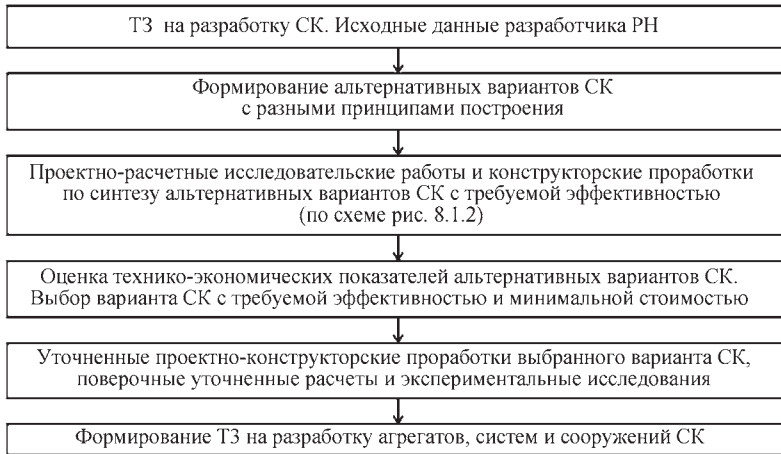 ТЗ на разработку СК. Исходные данные разработчика РН
Формирование альтернативных вариантов СК
с разными принципами построения
Проектно-расчетные исследовательские работы и конструкторские проработки
по синтезу альтернативных вариантов СК с требуемой эффективностью
(по схеме рис. 8.1.2)
Оценка технико-экономических показателей альтернативных вариантов СК.
Выбор варианта СК с требуемой эффективностью и минимальной стоимостью
Уточненные проектно-конструкторские проработки выбранного варианта СК,
поверочные уточненные расчеты и экспериментальные исследования
Формирование ТЗ на разработку агрегатов, систем и сооружений СК